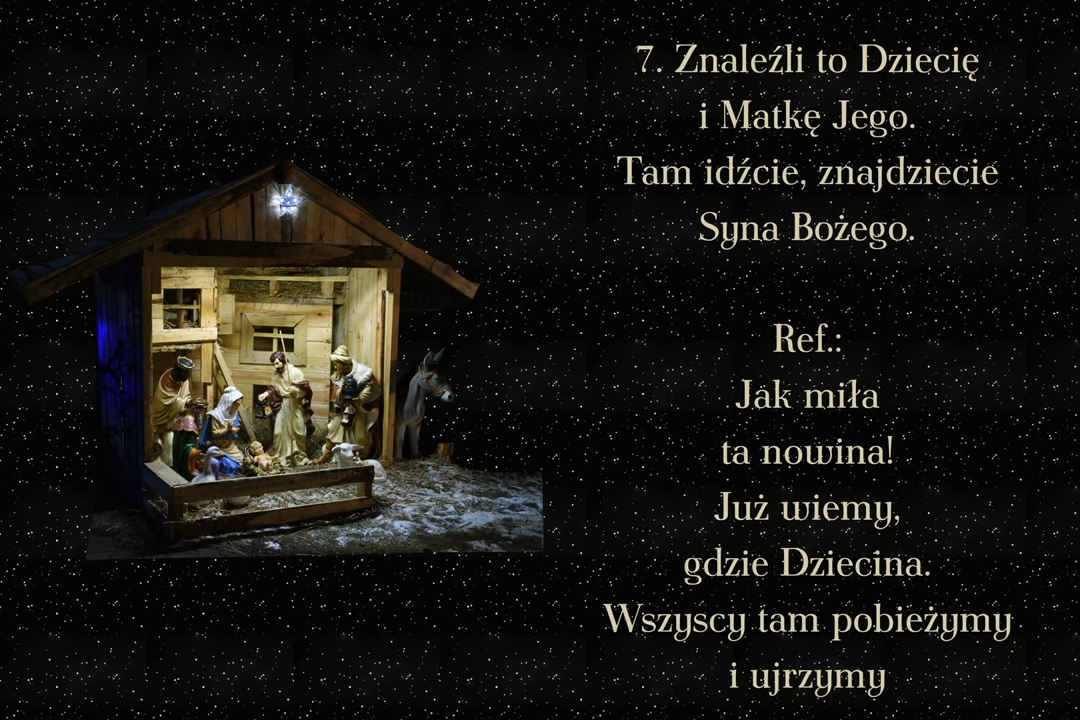 7. Znaleźli to Dziecię
i Matkę Jego.
Tam idźcie, znajdziecie
Syna Bożego.
Ref.:
Jak miła
ta nowina!
Już wiemy,
gdzie Dziecina.
Wszyscy tam pobieżymy
i ujrzymy